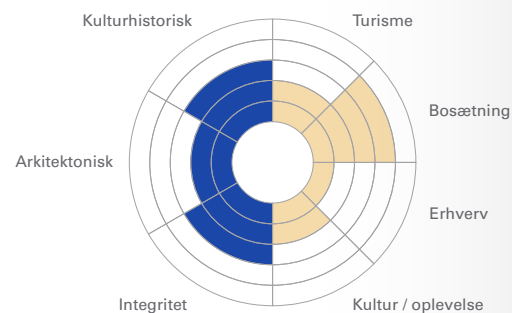 Kulturhistorisk
Turisme
Bosætning
Arkitektonisk
Erhverv
Integritet
Kultur / oplevelse